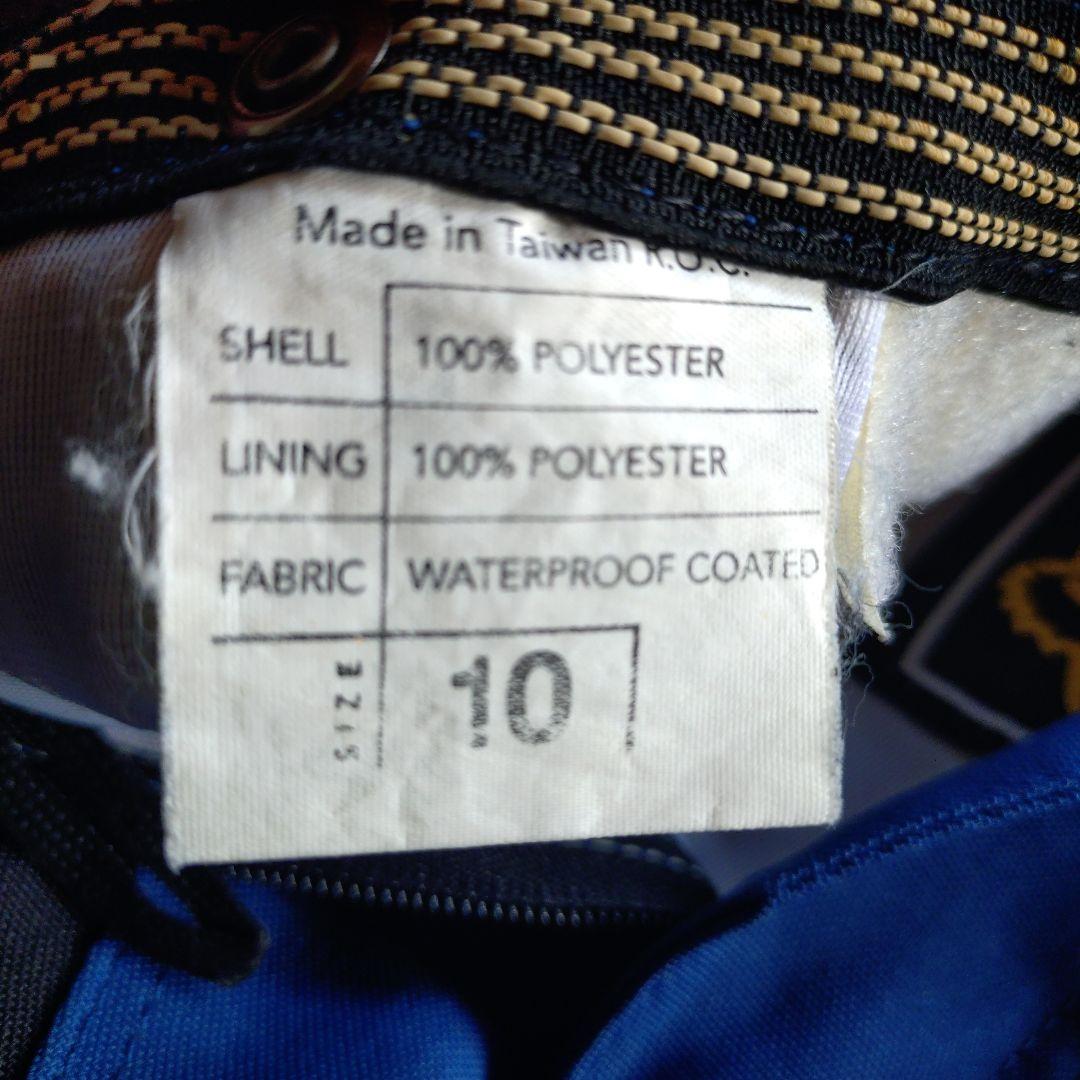 Made in Taiwan R.O.C.
SHELL 100% POLYESTER
LINING 100% POLYESTER
FABRIC WATERPROOF COATED
SIZE 10